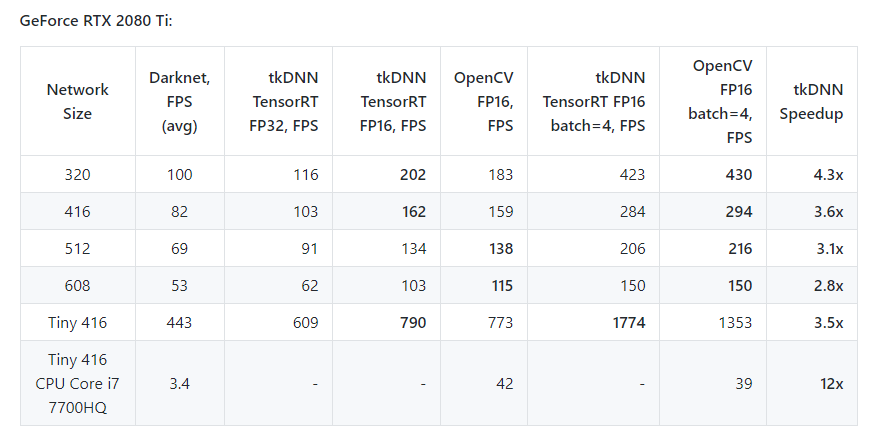 GeForce RTX 2080 Ti:
Network Size | Darknet, FPS (avg) | tkDNN TensorRT FP32, FPS | tkDNN TensorRT FP16, FPS | OpenCV FP16, FPS | tkDNN TensorRT FP16 batch=4, FPS | OpenCV FP16 batch=4, FPS | tkDNN Speedup
320 | 100 | 116 | 202 | 183 | 423 | 430 | 4.3x
416 | 82 | 103 | 162 | 159 | 284 | 294 | 3.6x
512 | 69 | 91 | 134 | 138 | 206 | 216 | 3.1x
608 | 53 | 62 | 103 | 115 | 150 | 150 | 2.8x
Tiny 416 | 443 | 609 | 790 | 773 | 1774 | 1353 | 3.5x
Tiny 416 CPU Core i7 7700HQ | 3.4 | - | - | 42 | - | 39 | 12x